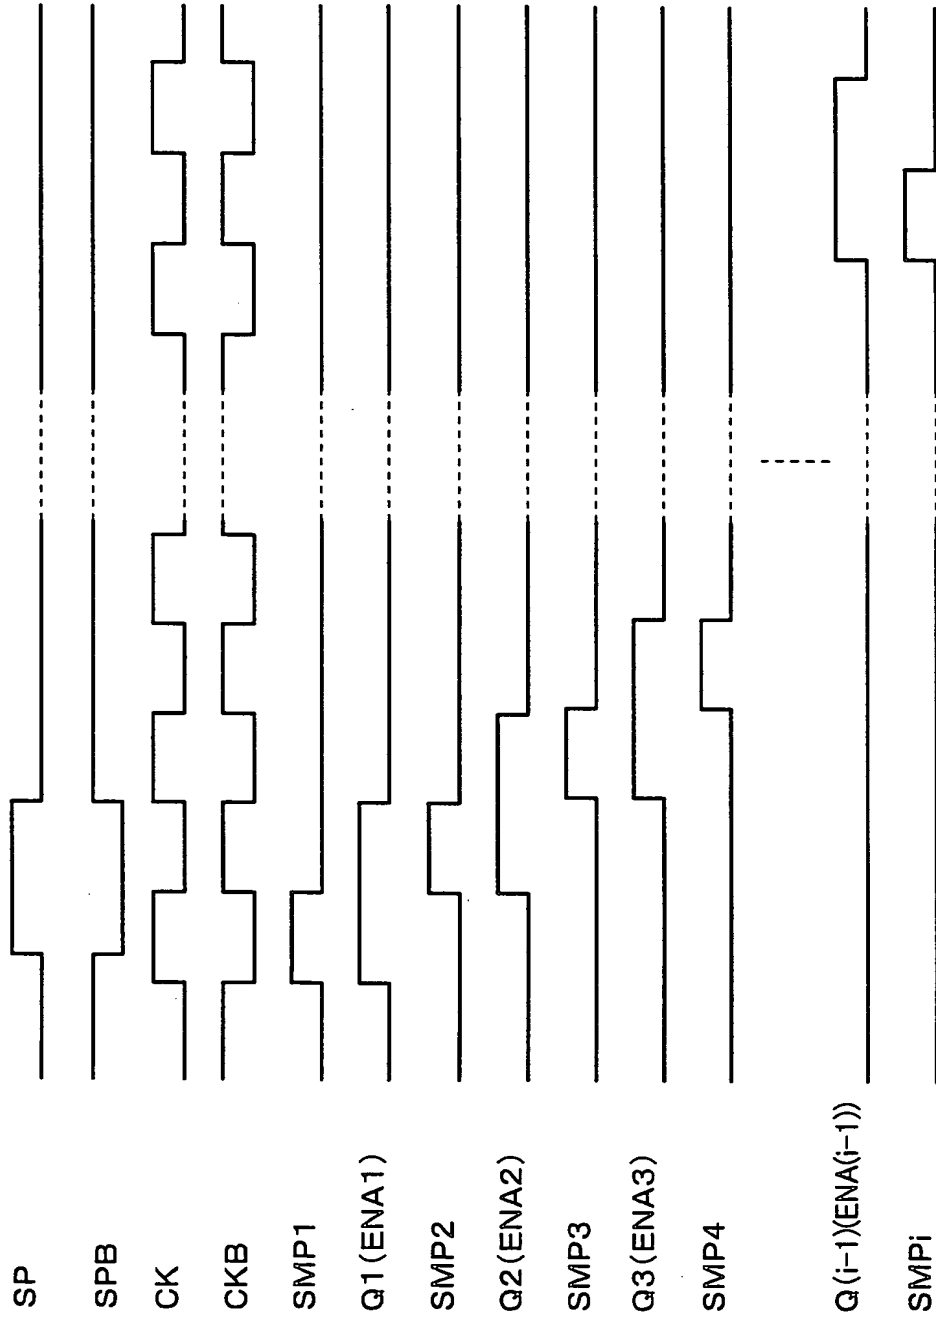 SP
SPB
CK
CKB
SMP1
Q1(ENA1)
SMP2
Q2(ENA2)
SMP3
Q3(ENA3)
SMP4
Q(i-1)(ENA(i-1))
SMPi